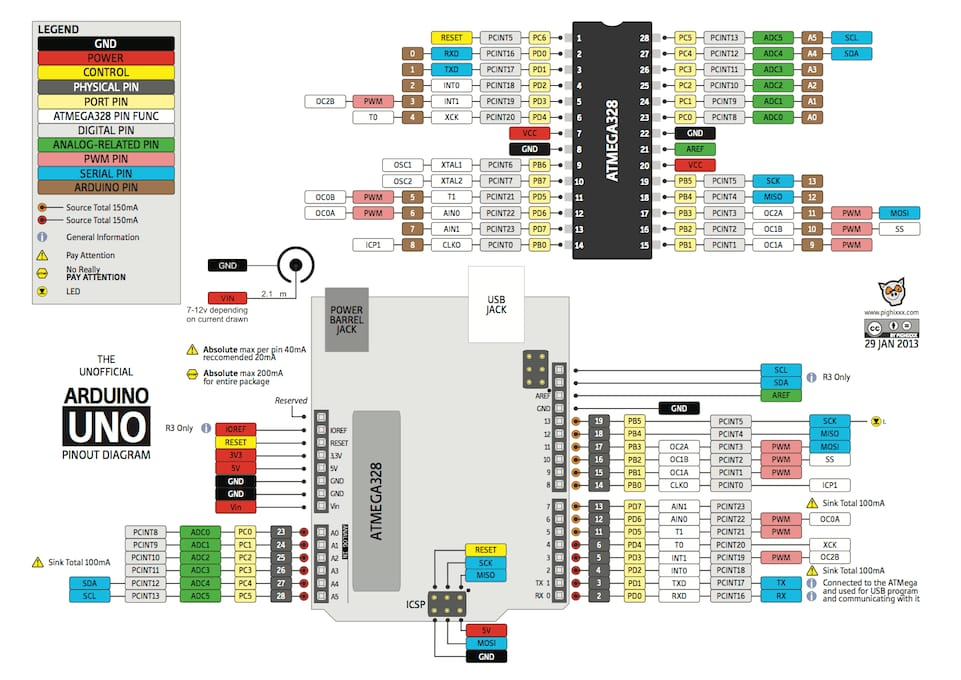 LEGEND
GND
POWER
CONTROL
PHYSICAL PIN
PORT PIN
ATMEGA328 PIN FUNC
DIGITAL PIN
ANALOG-RELATED PIN
PWM PIN
SERIAL PIN
ARDUINO PIN
Source Total 150mA
Source Total 150mA
General Information
Pay Attention
No Really
PAY ATTENTION
LED
RESET PCINT5 PC6 1
0 RXD PCINT16 PD0 2
1 TXD PCINT17 PD1 3
2 INT0 PCINT18 PD2 4
OC2B PWM 3 INT1 PCINT19 PD3 5
T0 4 XCK PCINT20 PD4 6
VCC 7
GND 8
OSC1 XTAL1 PCINT6 PB6 9
OSC2 XTAL2 PCINT7 PB7 10
OC0B PWM 5 T1 PCINT21 PD5 11
OC0A PWM 6 AIN0 PCINT22 PD6 12
7 AIN1 PCINT23 PD7 13
ICP1 8 CLKO PCINT0 PB0 14
ATMEGA328
28 PC5 PCINT13 ADC5 A5 SCL
27 PC4 PCINT12 ADC4 A4 SDA
26 PC3 PCINT11 ADC3 A3
25 PC2 PCINT10 ADC2 A2
24 PC1 PCINT9 ADC1 A1
23 PC0 PCINT8 ADC0 A0
22 GND
21 AREF
20 VCC
19 PB5 PCINT5 SCK 13
18 PB4 PCINT4 MISO 12
17 PB3 PCINT3 OC2A 11 PWM MOSI
16 PB2 PCINT2 OC1B 10 PWM SS
15 PB1 PCINT1 OC1A 9 PWM
GND
VIN
2.1 m
7-12v depending
on current drawn
Absolute max per pin 40mA
reccomended 20mA
Absolute max 200mA
for entire package
THE
UNOFFICIAL
ARDUINO
UNO
PINOUT DIAGRAM
www.pighixxx.com
cc
BY PIGHIXXX
29 JAN 2013
POWER
BARREL
JACK
USB
JACK
Reserved
R3 Only
IOREF IOREF
RESET RESET
3V3 3,3V
5V 5V
GND GND
GND GND
Vin Vin
PCINT8 ADC0 PC0 23 A0
PCINT9 ADC1 PC1 24 A1
PCINT10 ADC2 PC2 25 A2
PCINT11 ADC3 PC3 26 A3
SDA PCINT12 ADC4 PC4 27 A4
SCL PCINT13 ADC5 PC5 28 A5
Sink Total 100mA
ANALOG IN
ATMEGA328
SCL
SDA
R3 Only
AREF AREF
GND GND
13 19 PB5 PCINT5 SCK L
12 18 PB4 PCINT4 MISO
11 17 PB3 OC2A PCINT3 PWM MOSI
10 16 PB2 OC1B PCINT2 PWM SS
9 15 PB1 OC1A PCINT1 PWM
8 14 PB0 CLKO PCINT0 ICP1
Sink Total 100mA
7 13 PD7 AIN1 PCINT23
6 12 PD6 AIN0 PCINT22 PWM OC0A
5 11 PD5 T1 PCINT21 PWM
4 6 PD4 T0 PCINT20 XCK
3 5 PD3 INT1 PCINT19 PWM OC2B
2 4 PD2 INT0 PCINT18
Sink Total 100mA
TX 1 3 PD1 TXD PCINT17 TX
RX 0 2 PD0 RXD PCINT16 RX
Connected to the ATMega
and used for USB program
and communicating with it
RESET
SCK
MISO
ICSP
5V
MOSI
GND